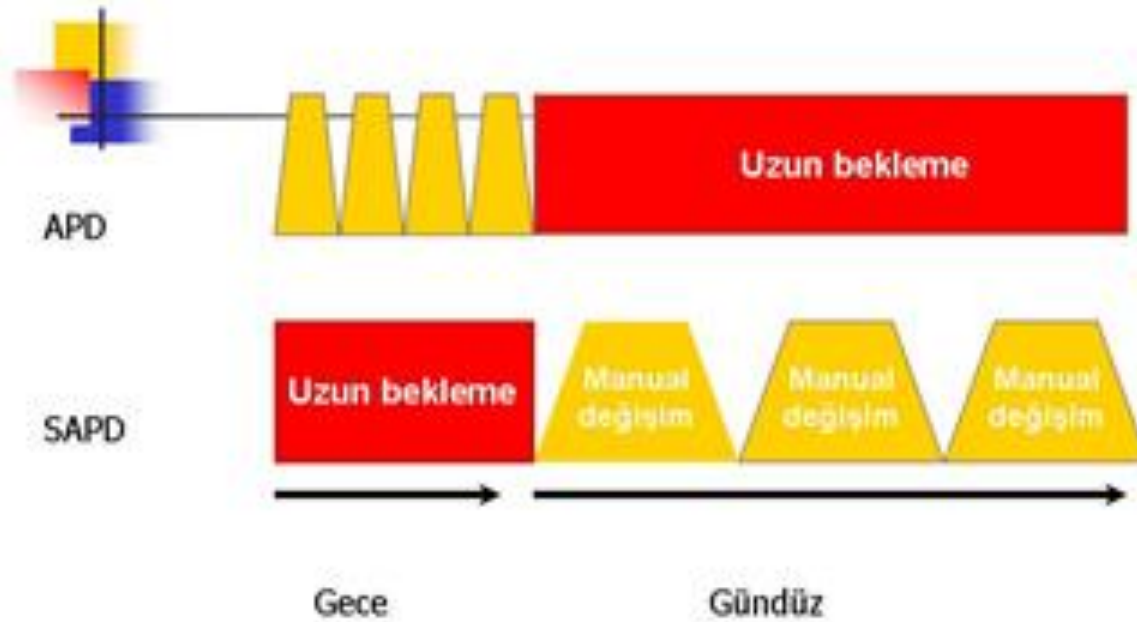 APD
Uzun bekleme
SAPD
Uzun bekleme
Manual
değişim
Manual
değişim
Manual
değişim
Gece
Gündüz